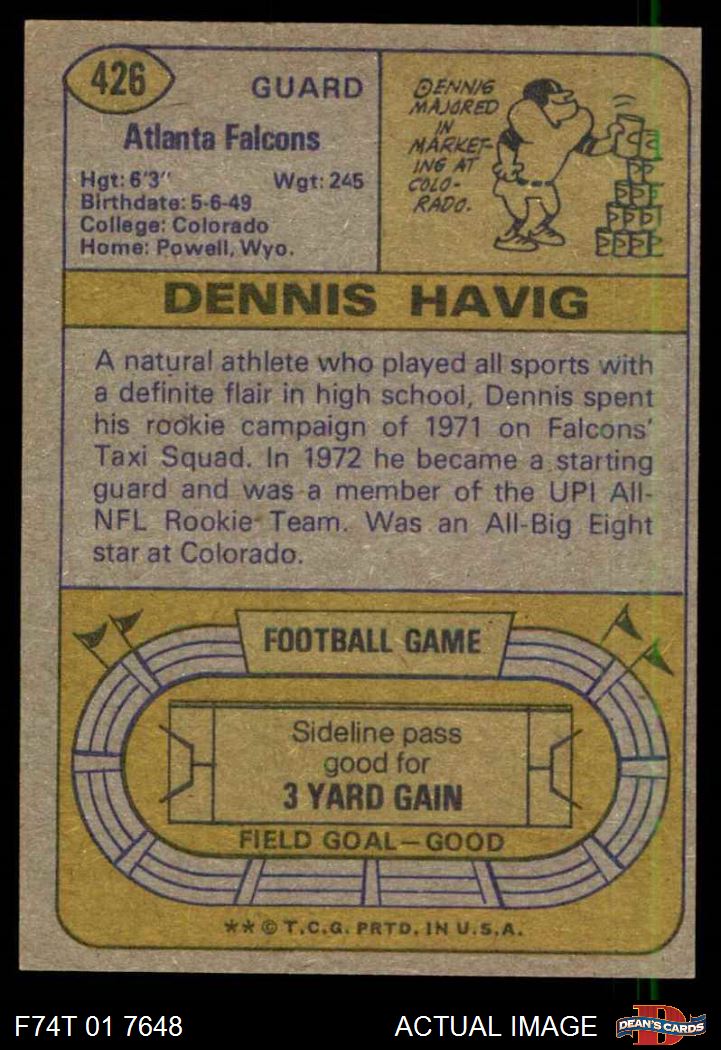 426
GUARD
Atlanta Falcons
Hgt: 6'3" Wgt: 245
Birthdate: 5-6-49
College: Colorado
Home: Powell, Wyo.
DENNIS
MAJORED
IN
MARKET-
ING AT
COLO-
RADO.
DENNIS HAVIG
A natural athlete who played all sports with
a definite flair in high school, Dennis spent
his rookie campaign of 1971 on Falcons'
Taxi Squad. In 1972 he became a starting
guard and was a member of the UPI All-
NFL Rookie Team. Was an All-Big Eight
star at Colorado.
FOOTBALL GAME
Sideline pass
good for
3 YARD GAIN
FIELD GOAL—GOOD
** © T.C.G. PRTD. IN U.S.A.
F74T 01 7648
ACTUAL IMAGE
D
DEAN'S CARDS